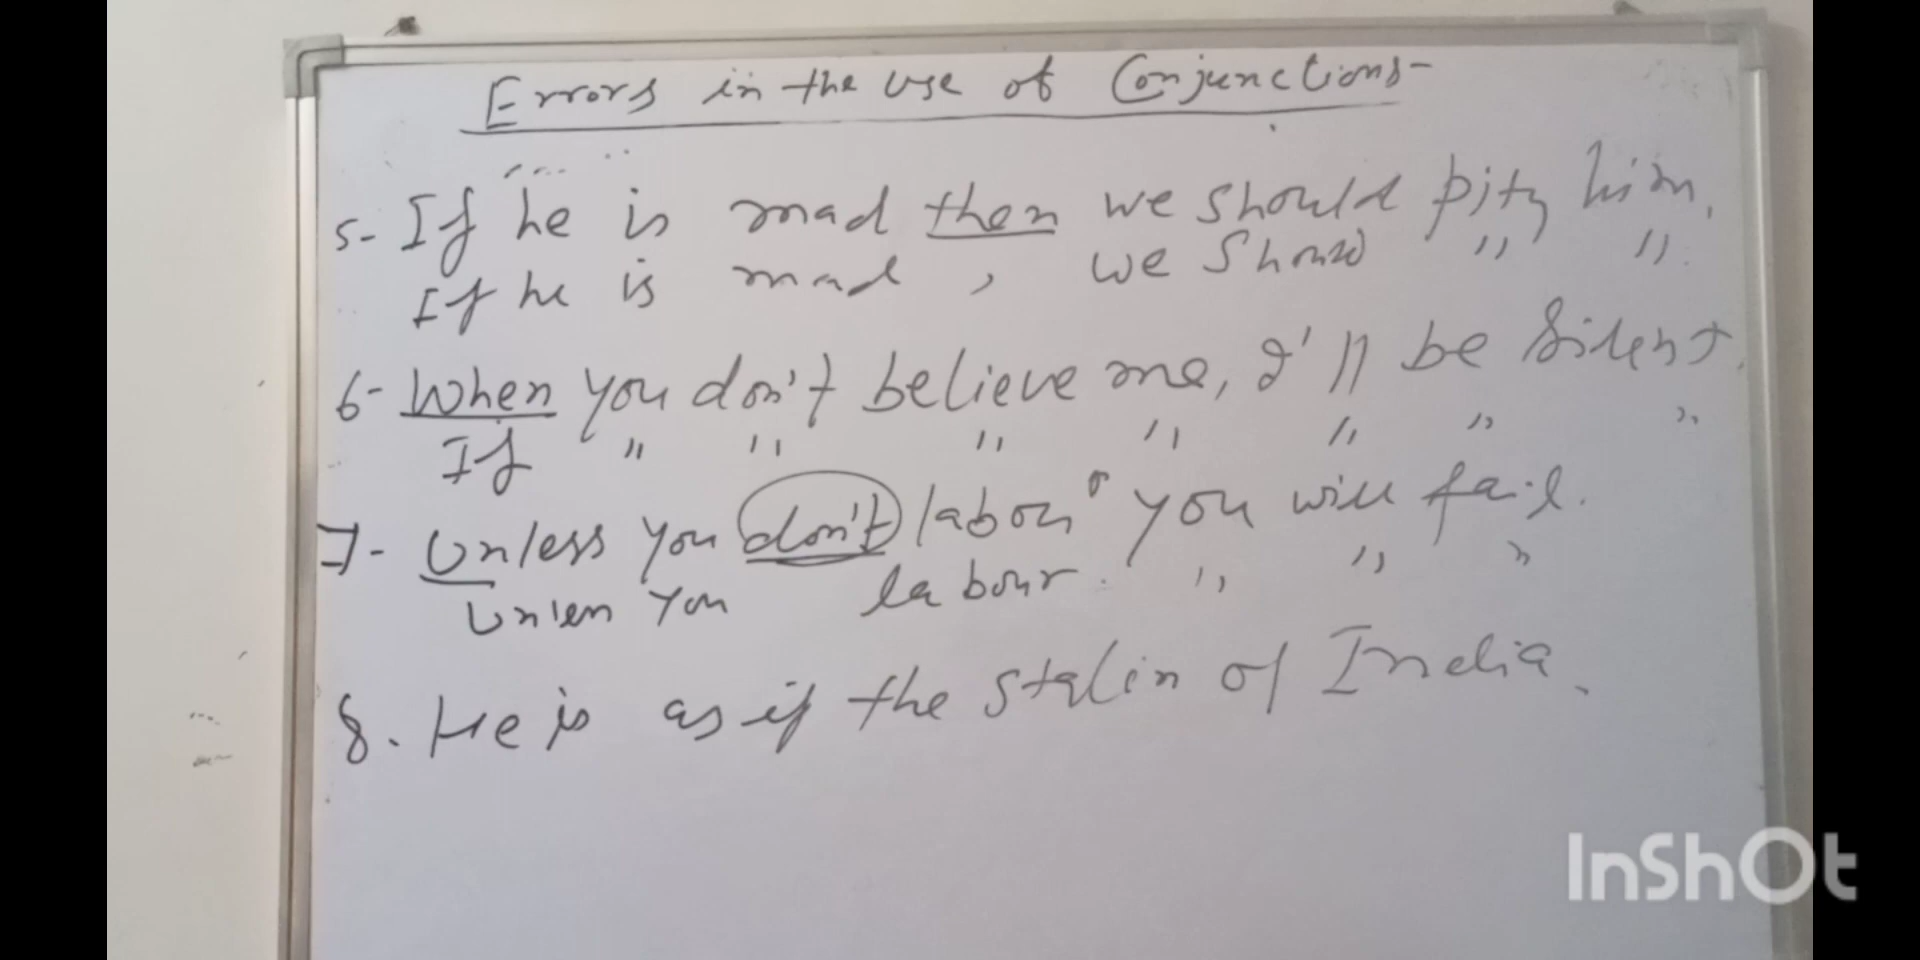 Errors in the use of Conjunctions-
5- If he is mad then we should pity him.
If he is mad, we should " ".
6- When you don't believe me, I'll be silent.
If " " " " " " "
7- Unless you don't labour you will fail.
Unless you labour. " " "
8. He is as if the stalin of India.
InShOt